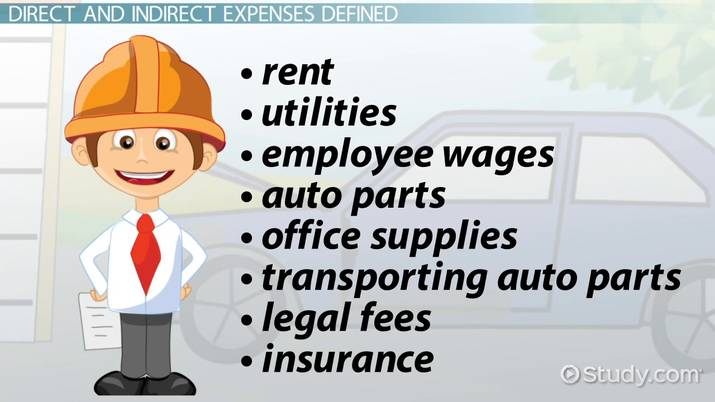 DIRECT AND INDIRECT EXPENSES DEFINED
• rent
• utilities
• employee wages
• auto parts
• office supplies
• transporting auto parts
• legal fees
• insurance
Study.com